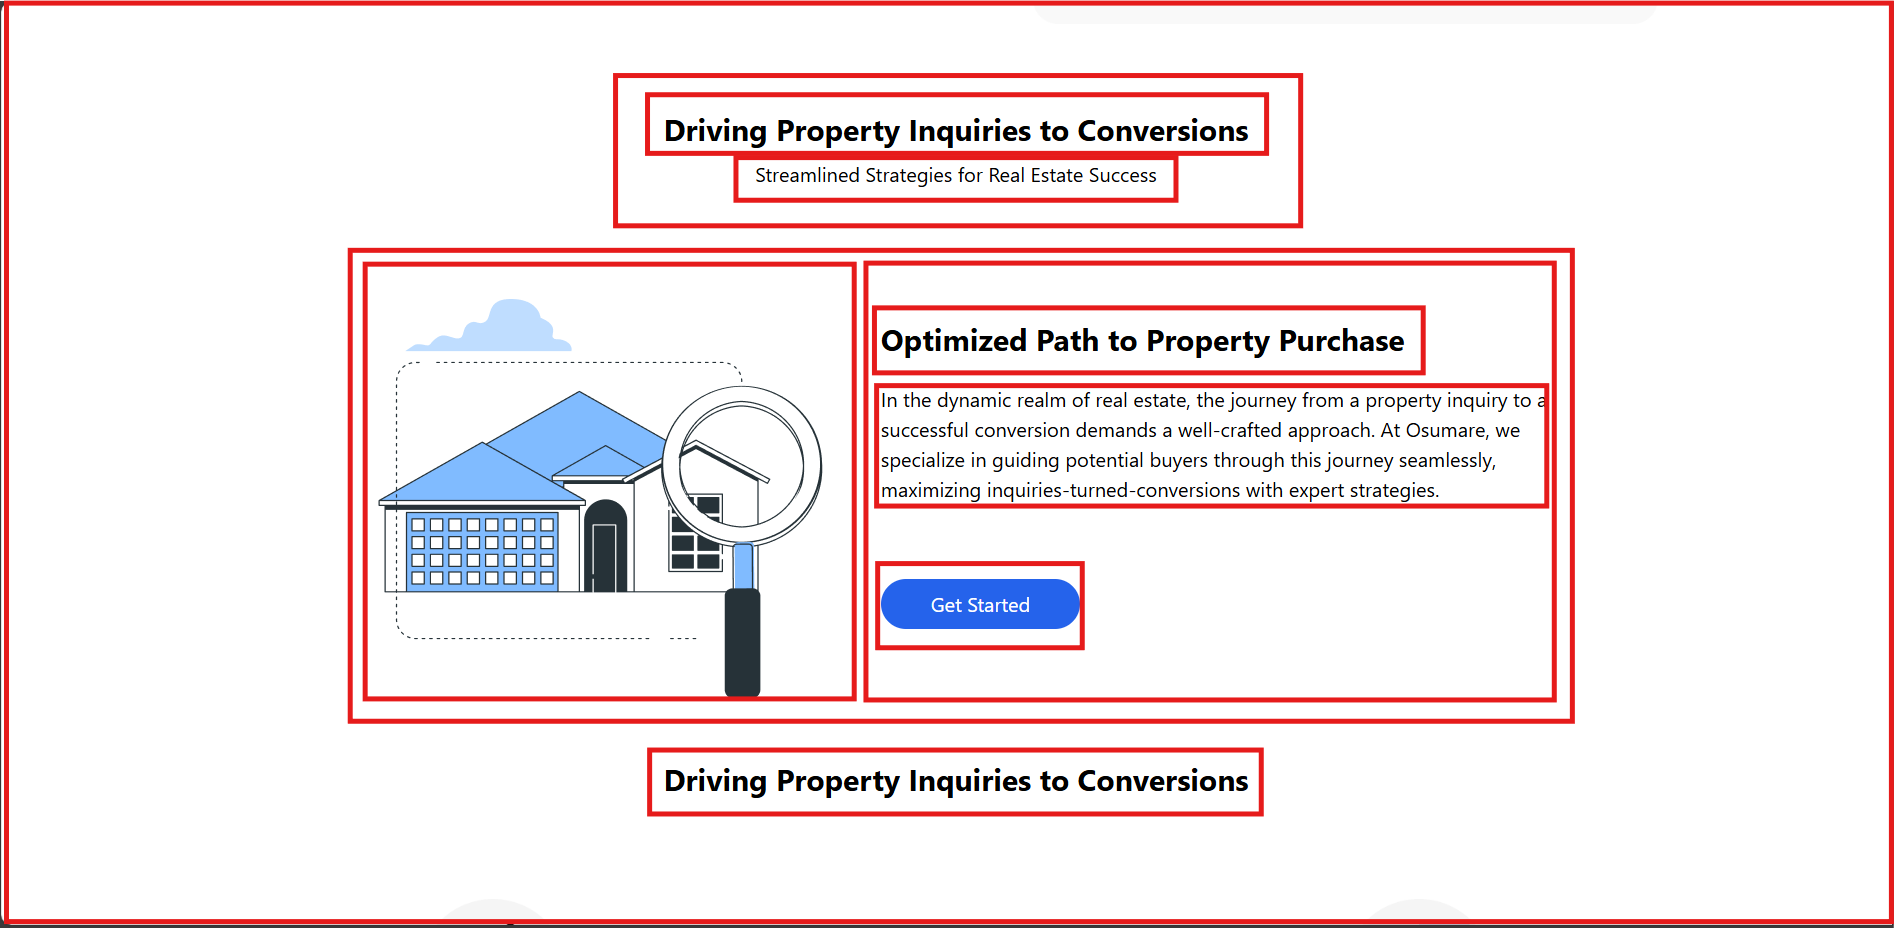 Driving Property Inquiries to Conversions
Streamlined Strategies for Real Estate Success
Optimized Path to Property Purchase
In the dynamic realm of real estate, the journey from a property inquiry to a
successful conversion demands a well-crafted approach. At Osumare, we
specialize in guiding potential buyers through this journey seamlessly,
maximizing inquiries-turned-conversions with expert strategies.
Get Started
Driving Property Inquiries to Conversions